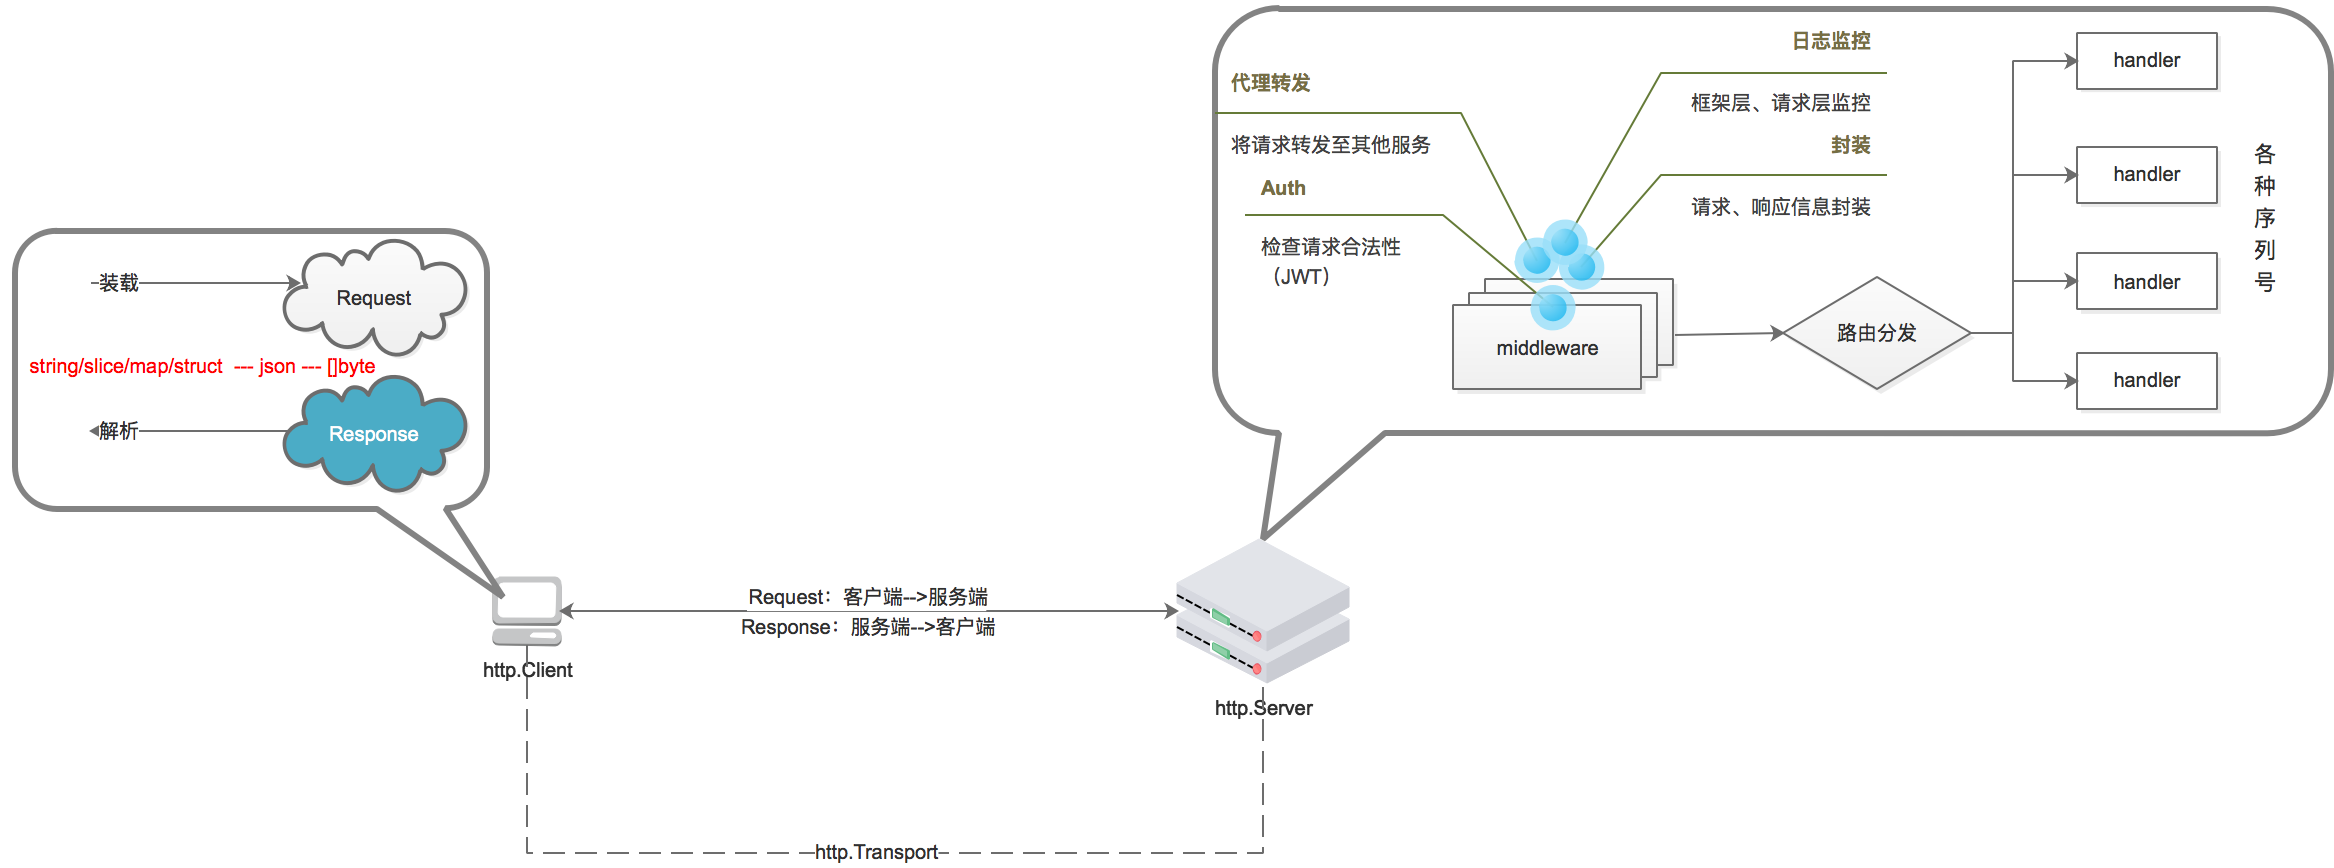 装载
Request
string/slice/map/struct --- json --- []byte
解析
Response
代理转发
将请求转发至其他服务
Auth
检查请求合法性
（JWT）
日志监控
框架层、请求层监控
封装
请求、响应信息封装
middleware
路由分发
handler
handler
handler
handler
各
种
序
列
号
Request：客户端-->服务端
Response：服务端-->客户端
http.Client
http.Server
http.Transport